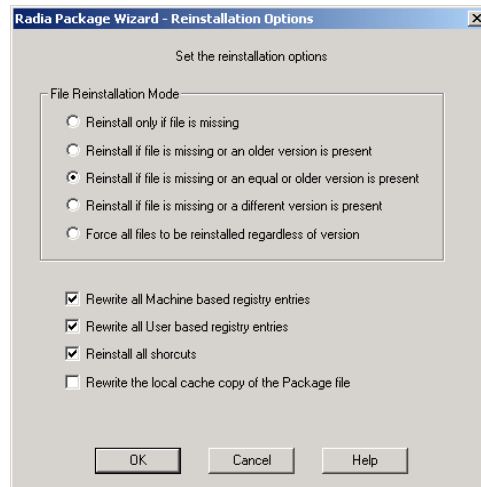 Radia Package Wizard - Reinstallation Options
Set the reinstallation options
File Reinstallation Mode
Reinstall only if file is missing
Reinstall if file is missing or an older version is present
Reinstall if file is missing or an equal or older version is present
Reinstall if file is missing or a different version is present
Force all files to be reinstalled regardless of version
Rewrite all Machine based registry entries
Rewrite all User based registry entries
Reinstall all shorcuts
Rewrite the local cache copy of the Package file
OK Cancel Help